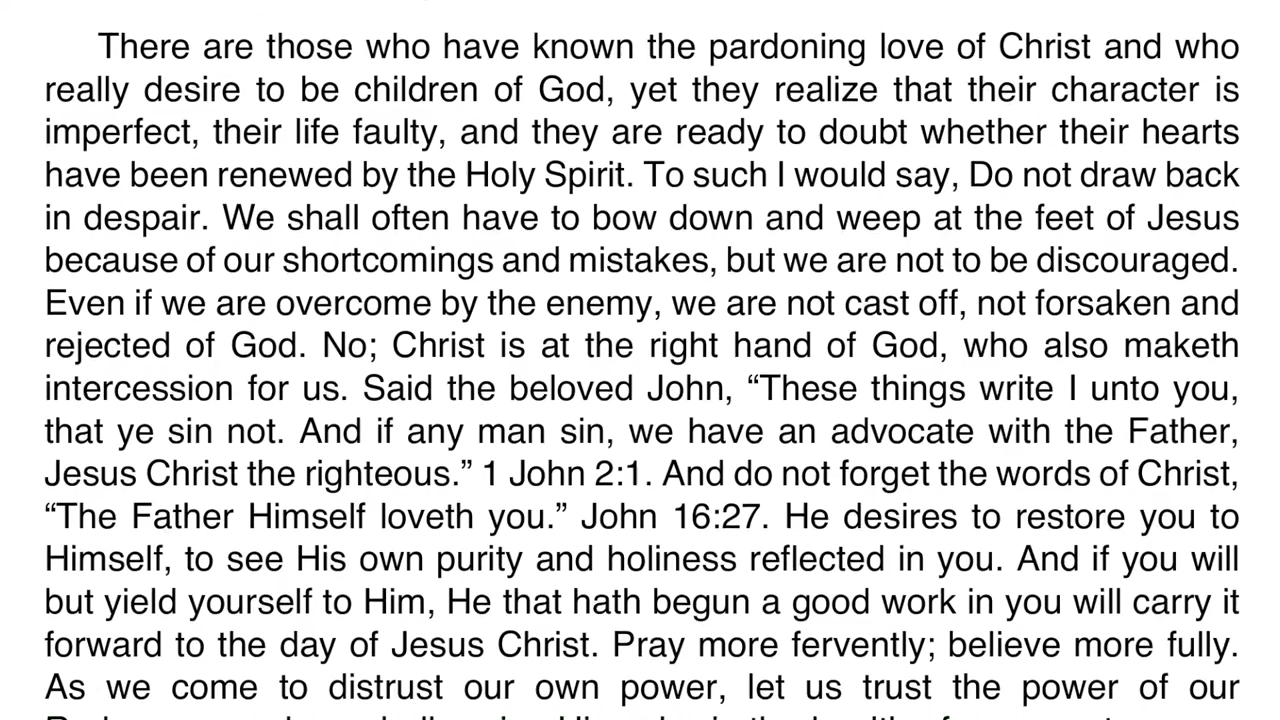 There are those who have known the pardoning love of Christ and who
really desire to be children of God, yet they realize that their character is
imperfect, their life faulty, and they are ready to doubt whether their hearts
have been renewed by the Holy Spirit. To such I would say, Do not draw back
in despair. We shall often have to bow down and weep at the feet of Jesus
because of our shortcomings and mistakes, but we are not to be discouraged.
Even if we are overcome by the enemy, we are not cast off, not forsaken and
rejected of God. No; Christ is at the right hand of God, who also maketh
intercession for us. Said the beloved John, “These things write I unto you,
that ye sin not. And if any man sin, we have an advocate with the Father,
Jesus Christ the righteous.” 1 John 2:1. And do not forget the words of Christ,
“The Father Himself loveth you.” John 16:27. He desires to restore you to
Himself, to see His own purity and holiness reflected in you. And if you will
but yield yourself to Him, He that hath begun a good work in you will carry it
forward to the day of Jesus Christ. Pray more fervently; believe more fully.
As we come to distrust our own power, let us trust the power of our